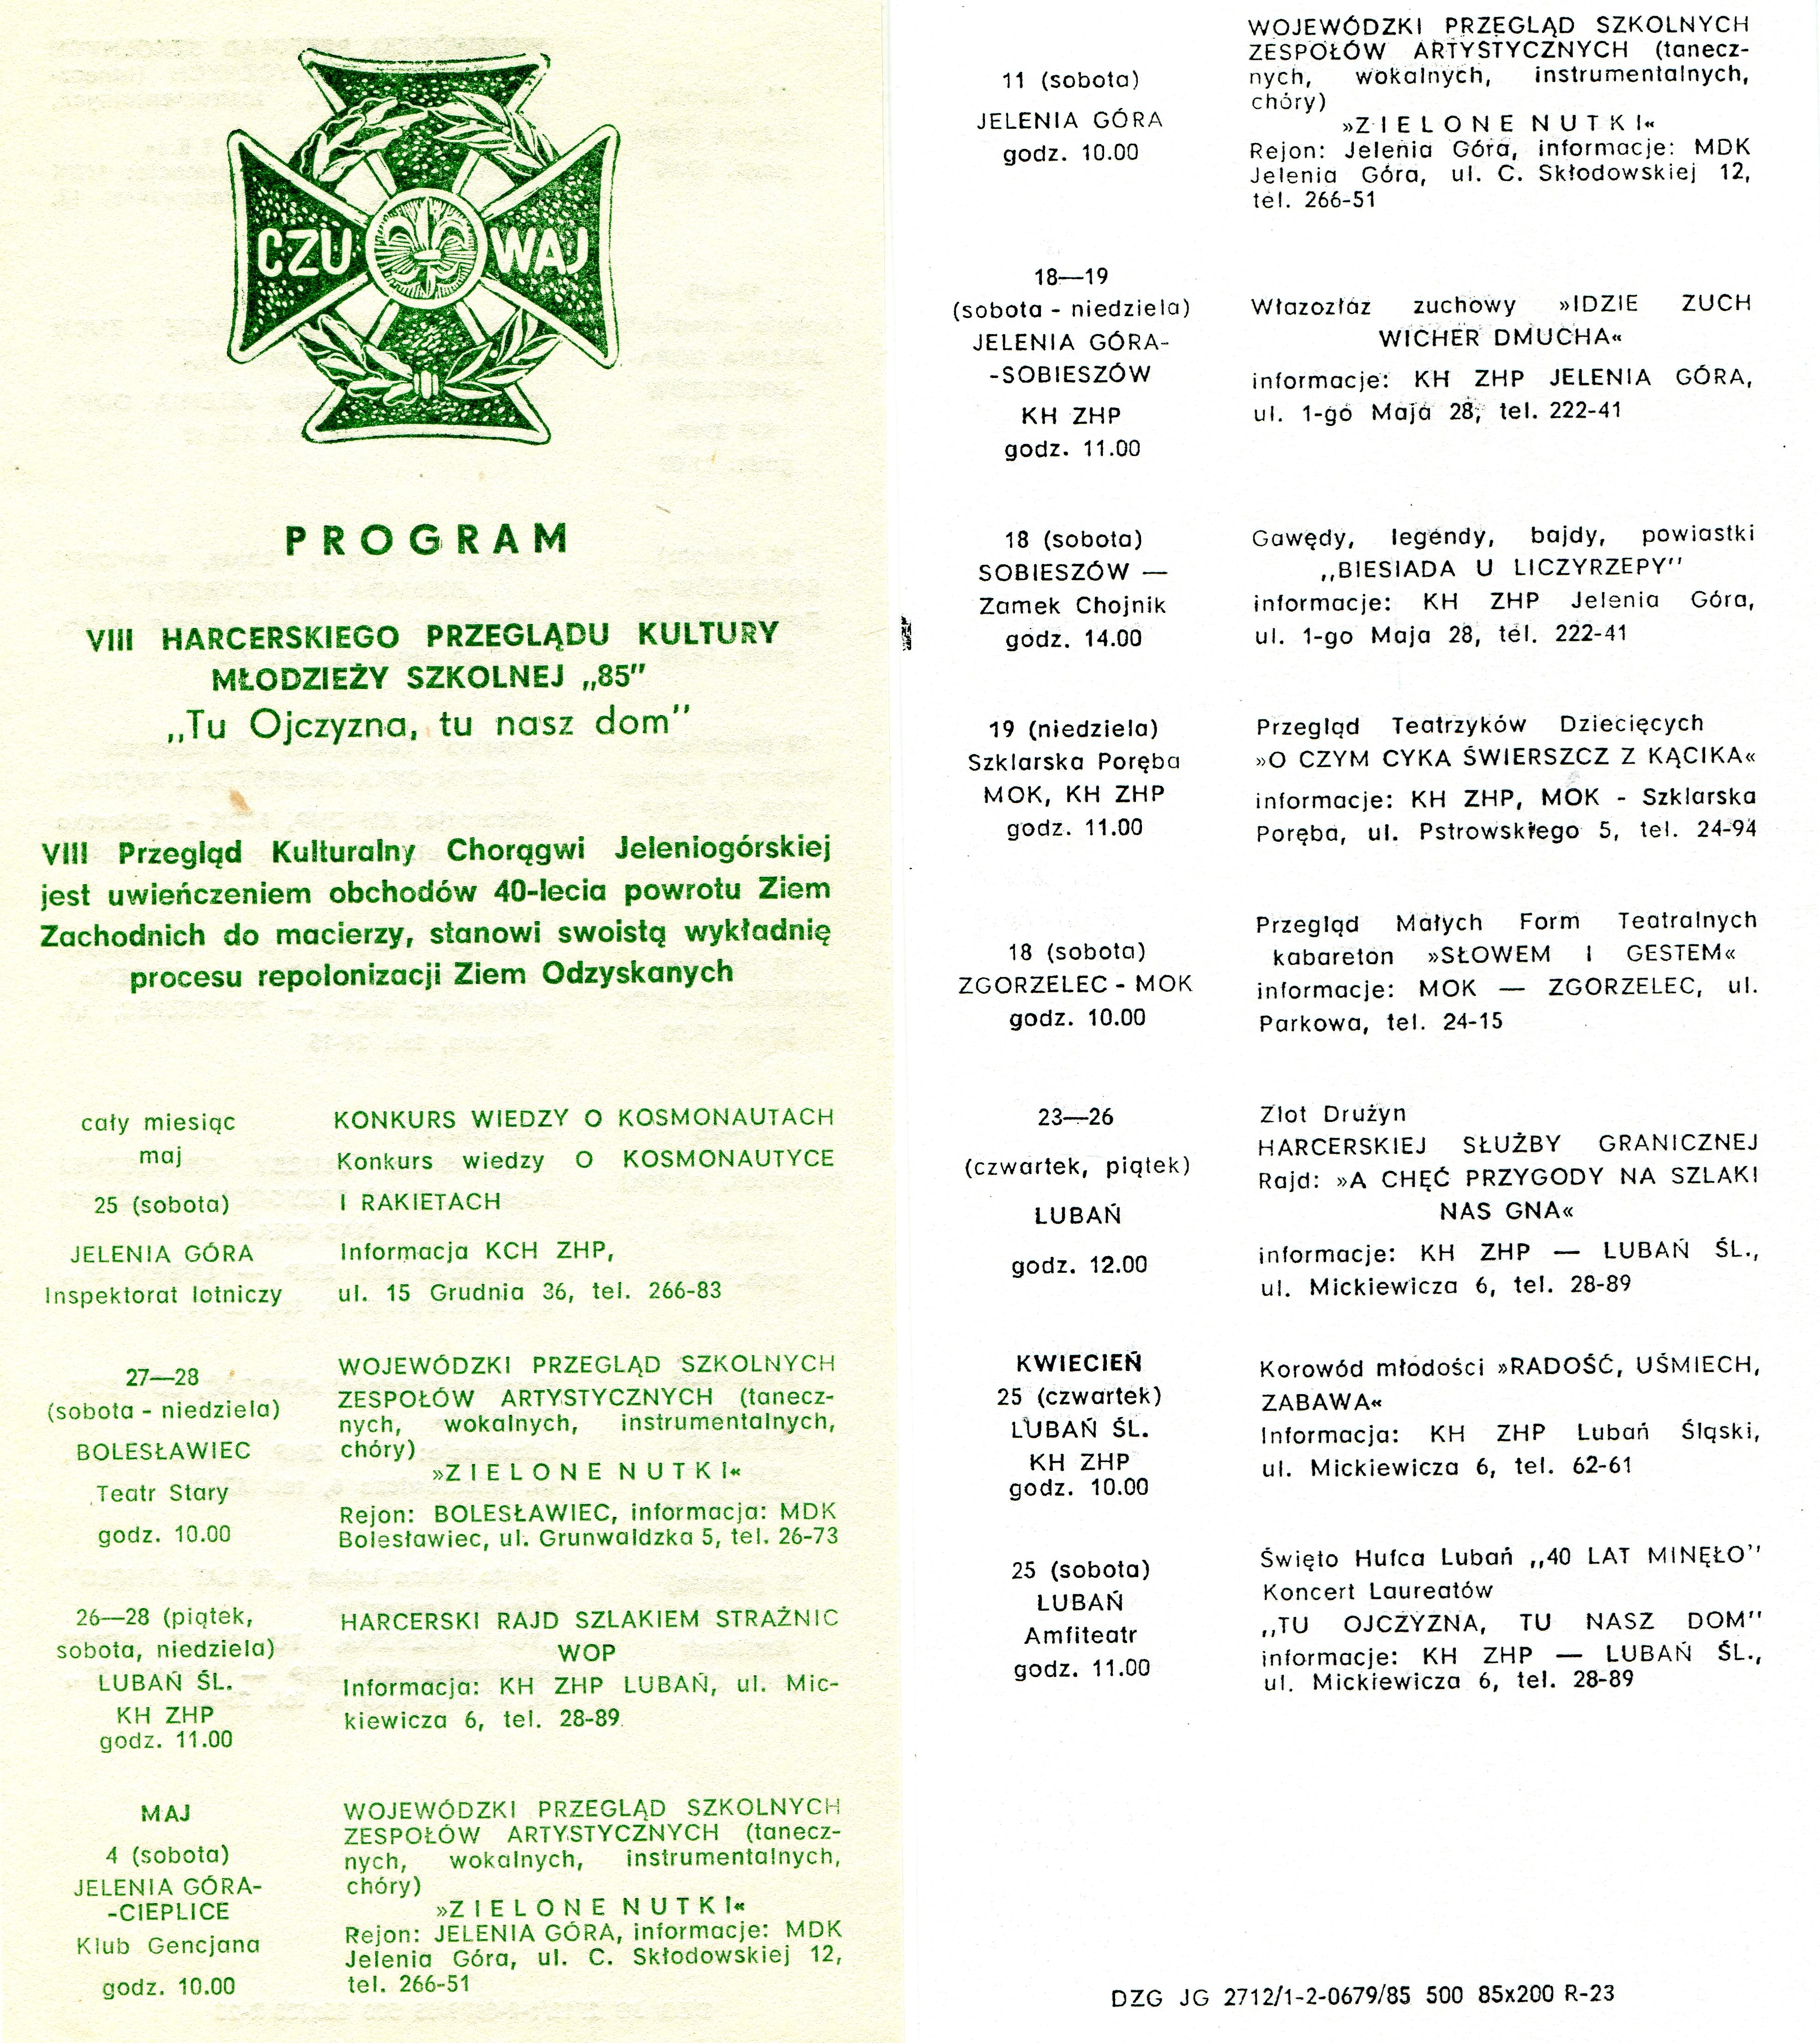 CZU WAJ
PROGRAM
VIII HARCERSKIEGO PRZEGLĄDU KULTURY
MŁODZIEŻY SZKOLNEJ „85”
„Tu Ojczyzna, tu nasz dom”
VIII Przegląd Kulturalny Chorągwi Jeleniogórskiej
jest uwieńczeniem obchodów 40-lecia powrotu Ziem
Zachodnich do macierzy, stanowi swoistą wykładnię
procesu repolonizacji Ziem Odzyskanych
cały miesiąc
maj
25 (sobota)
JELENIA GÓRA
Inspektorat lotniczy
KONKURS WIEDZY O KOSMONAUTACH
Konkurs wiedzy O KOSMONAUTYCE
I RAKIETACH
Informacja KCH ZHP,
ul. 15 Grudnia 36, tel. 266-83
27—28
(sobota - niedziela)
BOLESŁAWIEC
Teatr Stary
godz. 10.00
WOJEWÓDZKI PRZEGLĄD SZKOLNYCH
ZESPOŁÓW ARTYSTYCZNYCH (tanecz-
nych, wokalnych, instrumentalnych,
chóry)
»ZIELONE NUTKI«
Rejon: BOLESŁAWIEC, informacja: MDK
Bolesławiec, ul. Grunwaldzka 5, tel. 26-73
26—28 (piątek,
sobota, niedziela)
LUBAŃ ŚL.
KH ZHP
godz. 11.00
HARCERSKI RAJD SZLAKIEM STRAŻNIC
WOP
Informacja: KH ZHP LUBAŃ, ul. Mic-
kiewicza 6, tel. 28-89
MAJ
4 (sobota)
JELENIA GÓRA-
-CIEPLICE
Klub Gencjana
godz. 10.00
WOJEWÓDZKI PRZEGLĄD SZKOLNYCH
ZESPOŁÓW ARTYSTYCZNYCH (tanecz-
nych, wokalnych, instrumentalnych,
chóry)
»ZIELONE NUTKI«
Rejon: JELENIA GÓRA, informacje: MDK
Jelenia Góra, ul. C. Skłodowskiej 12,
tel. 266-51
11 (sobota)
JELENIA GÓRA
godz. 10.00
WOJEWÓDZKI PRZEGLĄD SZKOLNYCH
ZESPOŁÓW ARTYSTYCZNYCH (tanecz-
nych, wokalnych, instrumentalnych,
chóry)
»ZIELONE NUTKI«
Rejon: Jelenia Góra, informacje: MDK
Jelenia Góra, ul. C. Skłodowskiej 12,
tel. 266-51
18—19
(sobota - niedziela)
JELENIA GÓRA-
-SOBIESZÓW
KH ZHP
godz. 11.00
Włazozłaz zuchowy »IDZIE ZUCH
WICHER DMUCHA«
informacje: KH ZHP JELENIA GÓRA,
ul. 1-go Maja 28, tel. 222-41
18 (sobota)
SOBIESZÓW —
Zamek Chojnik
godz. 14.00
Gawędy, legendy, bajdy, powiastki
„BIESIADA U LICZYRZEPY”
informacje: KH ZHP Jelenia Góra,
ul. 1-go Maja 28, tel. 222-41
19 (niedziela)
Szklarska Poręba
MOK, KH ZHP
godz. 11.00
Przegląd Teatrzyków Dziecięcych
»O CZYM CYKA ŚWIERSZCZ Z KĄCIKA«
informacje: KH ZHP, MOK - Szklarska
Poręba, ul. Pstrowskiego 5, tel. 24-94
18 (sobota)
ZGORZELEC - MOK
godz. 10.00
Przegląd Małych Form Teatralnych
kabareton »SŁOWEM I GESTEM«
informacje: MOK — ZGORZELEC, ul.
Parkowa, tel. 24-15
23—26
(czwartek, piątek)
LUBAŃ
godz. 12.00
Zlot Drużyn
HARCERSKIEJ SŁUŻBY GRANICZNEJ
Rajd: »A CHĘĆ PRZYGODY NA SZLAKI
NAS GNA«
informacje: KH ZHP — LUBAŃ ŚL.,
ul. Mickiewicza 6, tel. 28-89
KWIECIEŃ
25 (czwartek)
LUBAŃ ŚL.
KH ZHP
godz. 10.00
Korowód młodości »RADOŚĆ, UŚMIECH,
ZABAWA«
Informacja: KH ZHP Lubań Śląski,
ul. Mickiewicza 6, tel. 62-61
25 (sobota)
LUBAŃ
Amfiteatr
godz. 11.00
Święto Hufca Lubań „40 LAT MINĘŁO”
Koncert Laureatów
„TU OJCZYZNA, TU NASZ DOM”
informacje: KH ZHP — LUBAŃ ŚL.,
ul. Mickiewicza 6, tel. 28-89
DZG JG 2712/1-2-0679/85 500 85x200 R-23